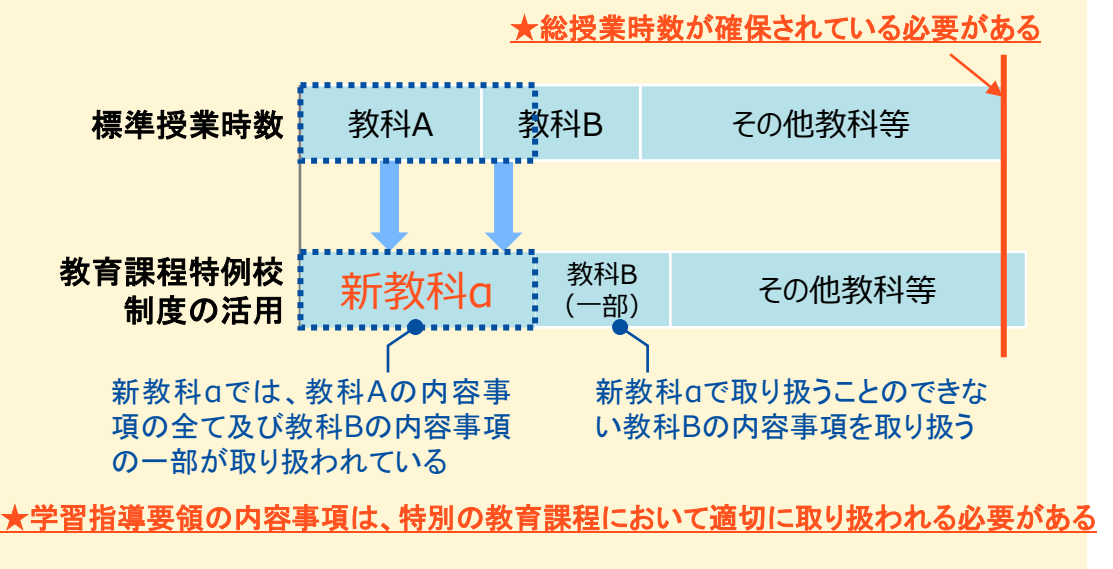 ★総授業時数が確保されている必要がある
標準授業時数
教科A
教科B
その他教科等
教育課程特例校
制度の活用
新教科α
教科B
（一部）
その他教科等
新教科αでは、教科Aの内容事
項の全て及び教科Bの内容事項
の一部が取り扱われている
新教科αで取り扱うことのできな
い教科Bの内容事項を取り扱う
★学習指導要領の内容事項は、特別の教育課程において適切に取り扱われる必要がある